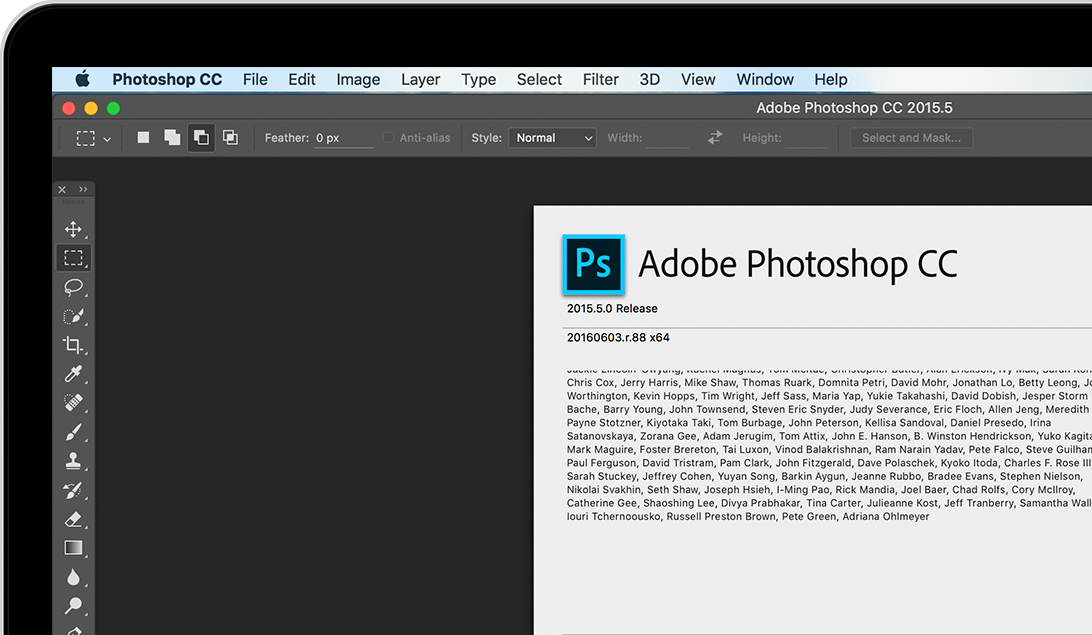 Photoshop CC File Edit Image Layer Type Select Filter 3D View Window Help
Adobe Photoshop CC 2015.5
Feather: 0 px Anti-alias Style: Normal Width: Height: Select and Mask...
Ps Adobe Photoshop CC
2015.5.0 Release
20160603.r.88 x64
Chris Cox, Jerry Harris, Mike Shaw, Thomas Ruark, Domnita Petri, David Mohr, Jonathan Lo, Betty Leong,
Worthington, Kevin Hopps, Tim Wright, Jeff Sass, Maria Yap, Yukie Takahashi, David Dobish, Jesper Storm
Bache, Barry Young, John Townsend, Steven Eric Snyder, Judy Severance, Eric Floch, Allen Jeng, Meredith
Payne Stotzner, Kiyotaka Taki, Tom Burbage, John Peterson, Kellisa Sandoval, Daniel Presedo, Irina
Satanovskaya, Zorana Gee, Adam Jerugim, Tom Attix, John E. Hanson, B. Winston Hendrickson, Yuko Kagita
Mark Maguire, Foster Brereton, Tai Luxon, Vinod Balakrishnan, Ram Narain Yadav, Pete Falco, Steve Guilham
Paul Ferguson, David Tristram, Pam Clark, John Fitzgerald, Dave Polaschek, Kyoko Itoda, Charles F. Rose III
Sarah Stuckey, Jeffrey Cohen, Yuyan Song, Barkin Aygun, Jeanne Rubbo, Bradee Evans, Stephen Nielson,
Nikolai Svakhin, Seth Shaw, Joseph Hsieh, I-Ming Pao, Rick Mandia, Joel Baer, Chad Rolfs, Cory McIlroy,
Catherine Gee, Shaoshing Lee, Divya Prabhakar, Tina Carter, Julieanne Kost, Jeff Tranberry, Samantha Wall
Iouri Tchernoousko, Russell Preston Brown, Pete Green, Adriana Ohlmeyer